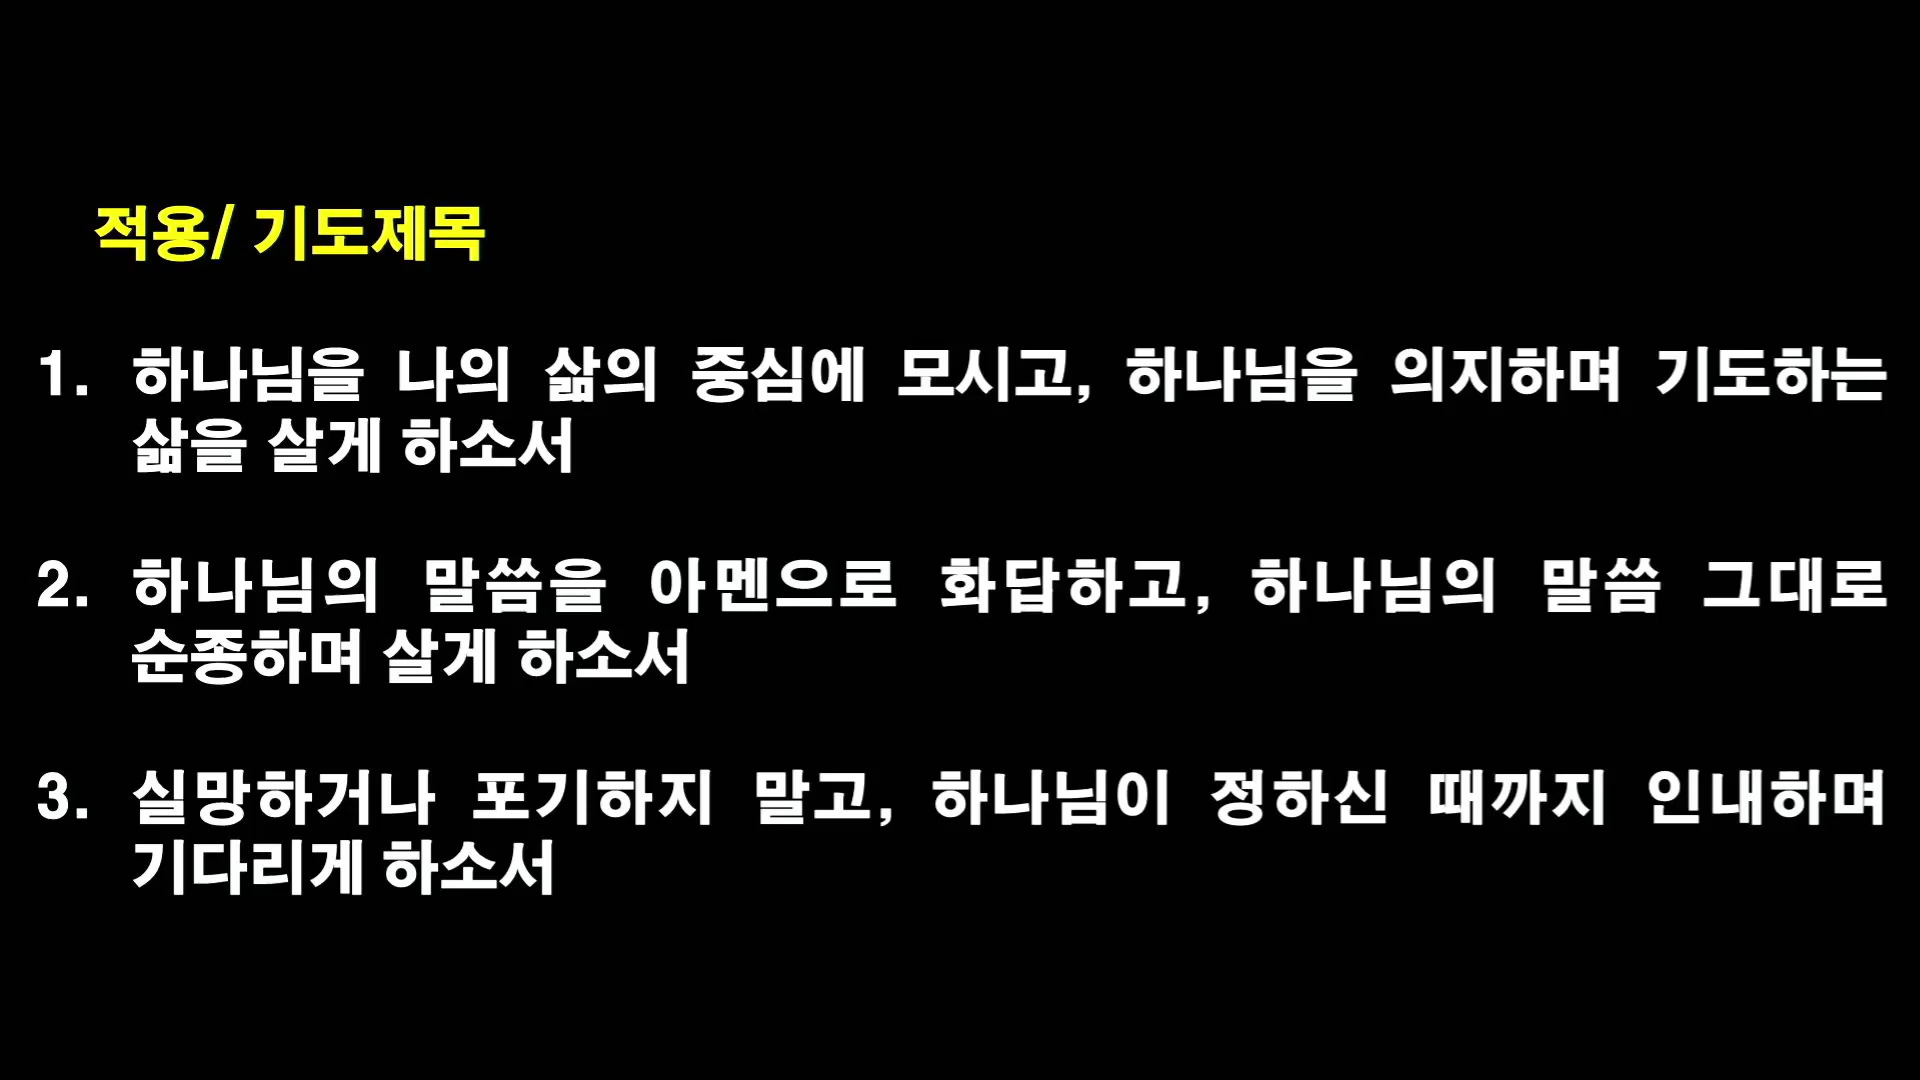 적용/ 기도제목
1. 하나님을 나의 삶의 중심에 모시고, 하나님을 의지하며 기도하는
삶을 살게 하소서
2. 하나님의 말씀을 아멘으로 화답하고, 하나님의 말씀 그대로
순종하며 살게 하소서
3. 실망하거나 포기하지 말고, 하나님이 정하신 때까지 인내하며
기다리게 하소서